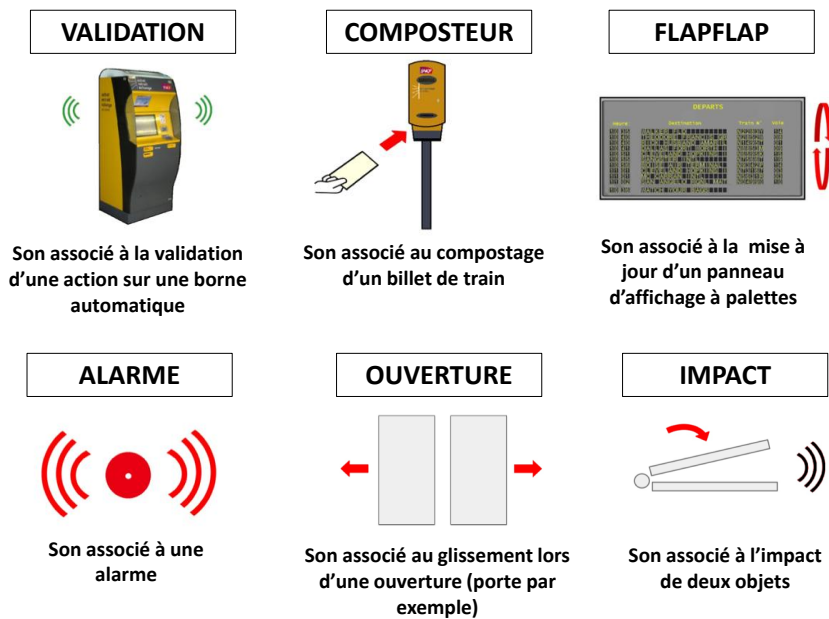 VALIDATION
COMPOSTEUR
FLAPFLAP
DEPARTS
Destination
Son associé à la validation
d'une action sur une borne
automatique
Son associé au compostage
d'un billet de train
Son associé à la  mise à
jour d'un panneau
d'affichage à palettes
ALARME
OUVERTURE
IMPACT
Son associé à une
alarme
Son associé au glissement lors
d'une ouverture (porte par
exemple)
Son associé à l'impact
de deux objets